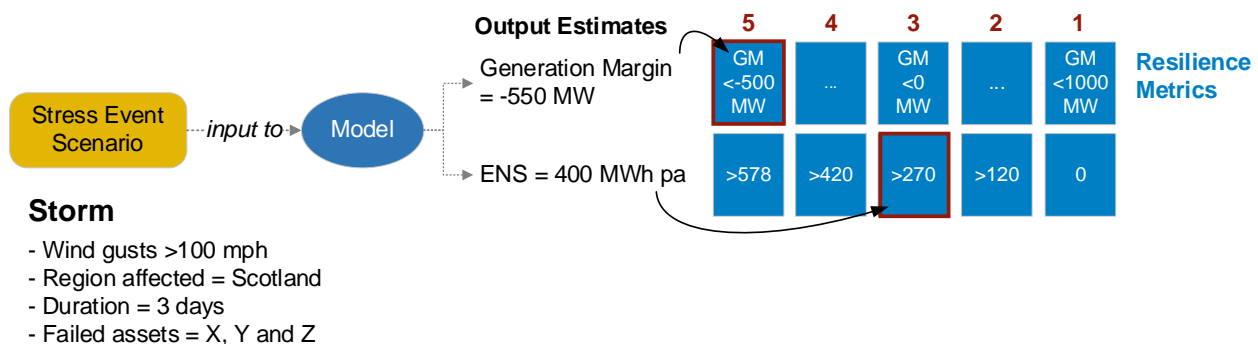 Output Estimates
5
4
3
2
1
Generation Margin
= -550 MW
GM
<-500
MW
...
GM
<0
MW
...
GM
<1000
MW
Resilience
Metrics
Stress Event
Scenario
input to
Model
ENS = 400 MWh pa
>578
>420
>270
>120
0
Storm
- Wind gusts >100 mph
- Region affected = Scotland
- Duration = 3 days
- Failed assets = X, Y and Z